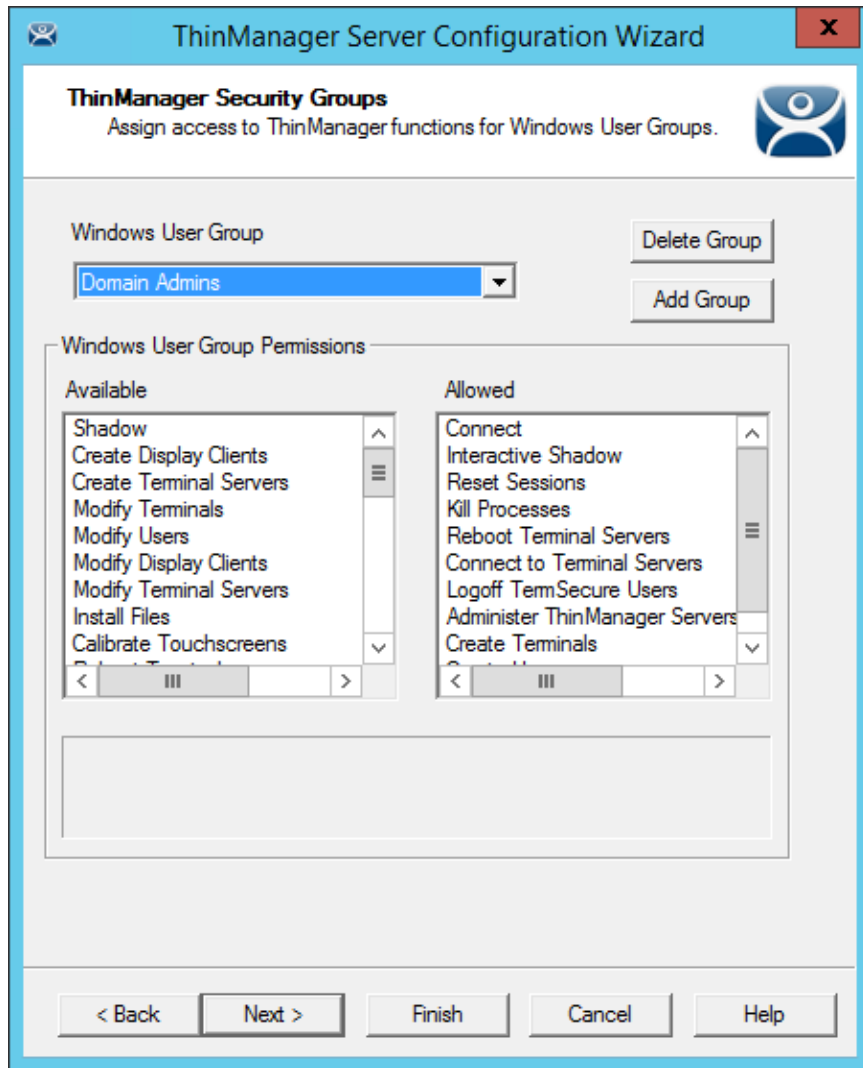 ThinManager Server Configuration Wizard
x
ThinManager Security Groups
Assign access to ThinManager functions for Windows User Groups.
Windows User Group
Delete Group
Domain Admins
Add Group
Windows User Group Permissions
Available
Allowed
Shadow
Create Display Clients
Create Terminal Servers
Modify Terminals
Modify Users
Modify Display Clients
Modify Terminal Servers
Install Files
Calibrate Touchscreens
Connect
Interactive Shadow
Reset Sessions
Kill Processes
Reboot Terminal Servers
Connect to Terminal Servers
Logoff TermSecure Users
Administer ThinManager Servers
Create Terminals
< Back
Next >
Finish
Cancel
Help